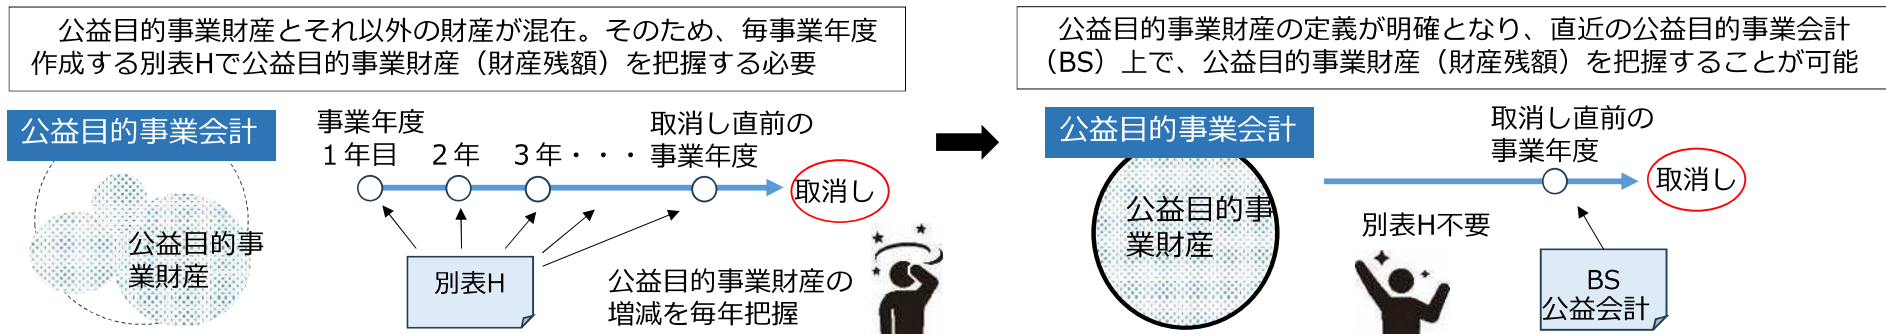 公益目的事業財産とそれ以外の財産が混在。そのため、毎事業年度
作成する別表Hで公益目的事業財産（財産残額）を把握する必要
公益目的事業会計
公益目的事
業財産
事業年度
１年目
２年
３年・・・
取消し直前の
事業年度
取消し
別表H
公益目的事業財産の
増減を毎年把握
公益目的事業財産の定義が明確となり、直近の公益目的事業会計
（BS）上で、公益目的事業財産（財産残額）を把握することが可能
公益目的事業会計
公益目的事
業財産
取消し直前の
事業年度
取消し
別表H不要
BS
公益会計